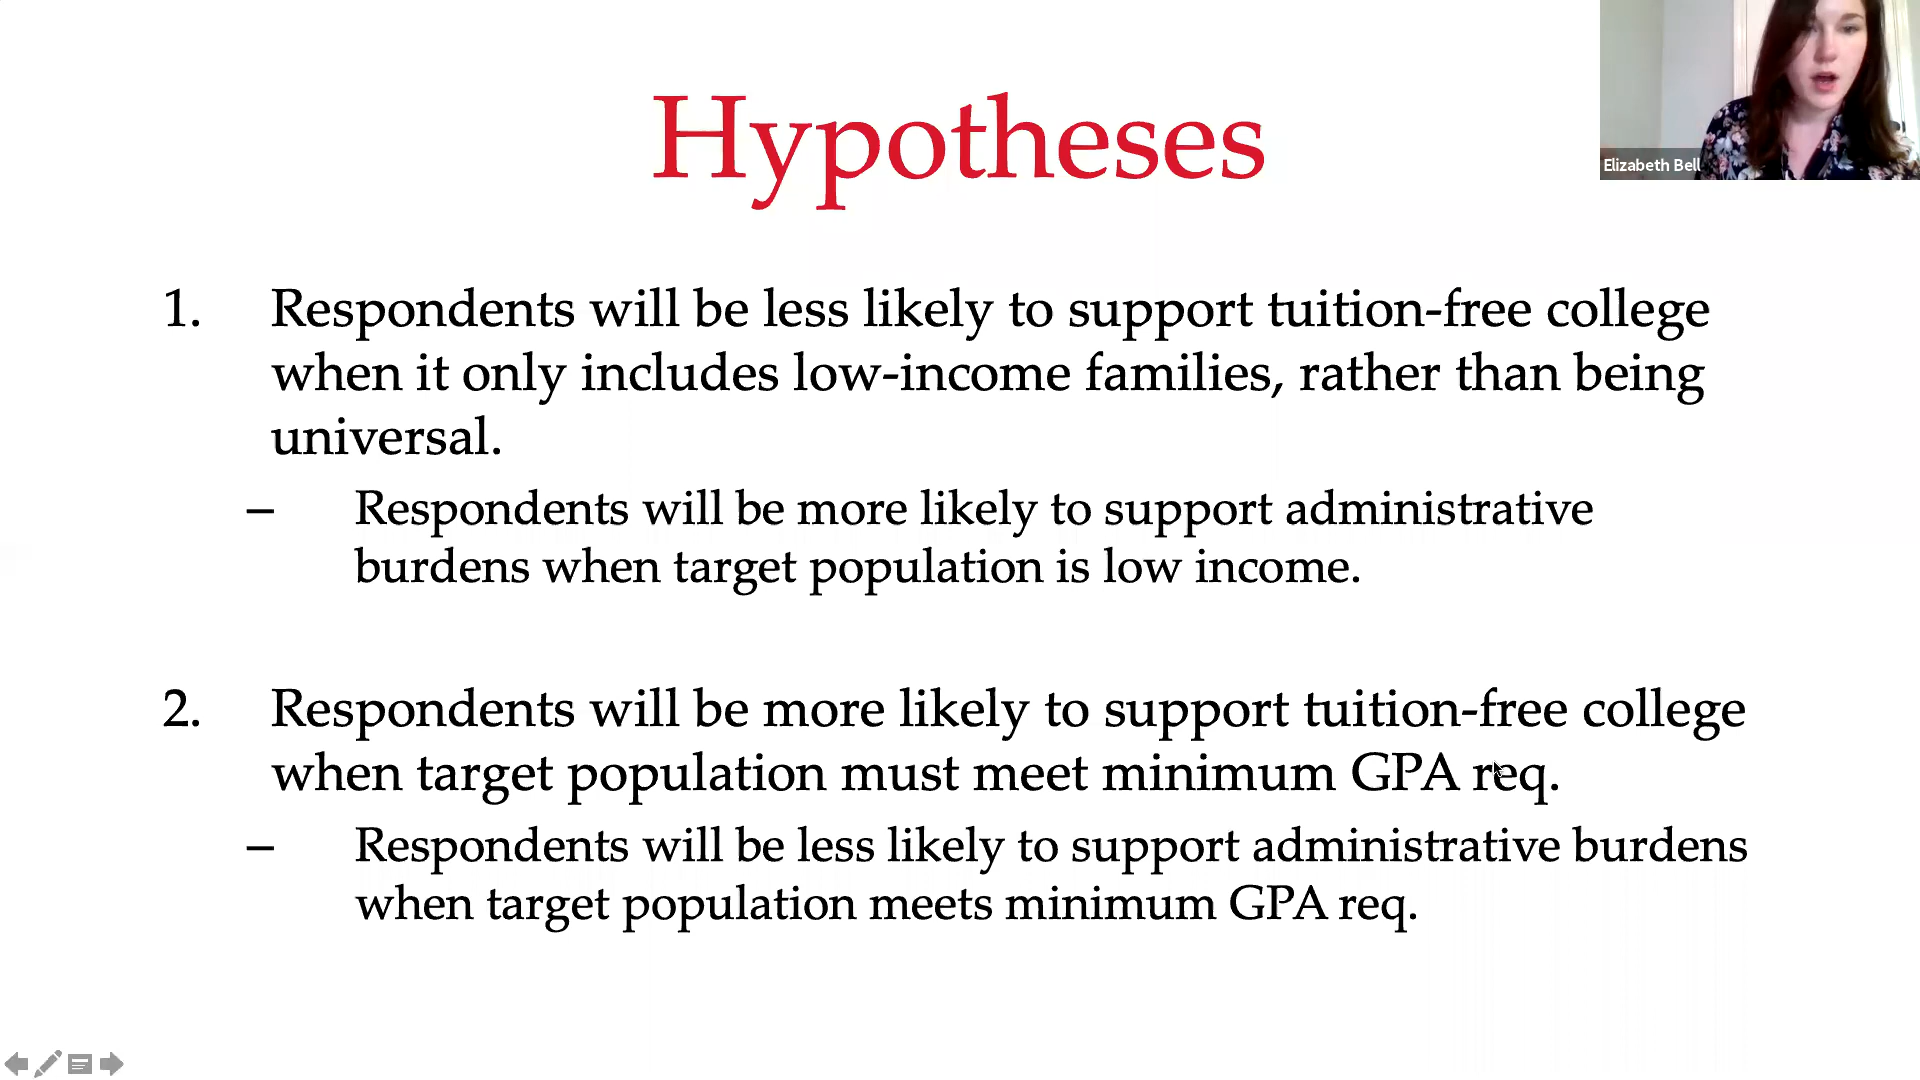 Hypotheses
Elizabeth Bell
1. Respondents will be less likely to support tuition-free college
when it only includes low-income families, rather than being
universal.
– Respondents will be more likely to support administrative
burdens when target population is low income.
2. Respondents will be more likely to support tuition-free college
when target population must meet minimum GPA req.
– Respondents will be less likely to support administrative burdens
when target population meets minimum GPA req.